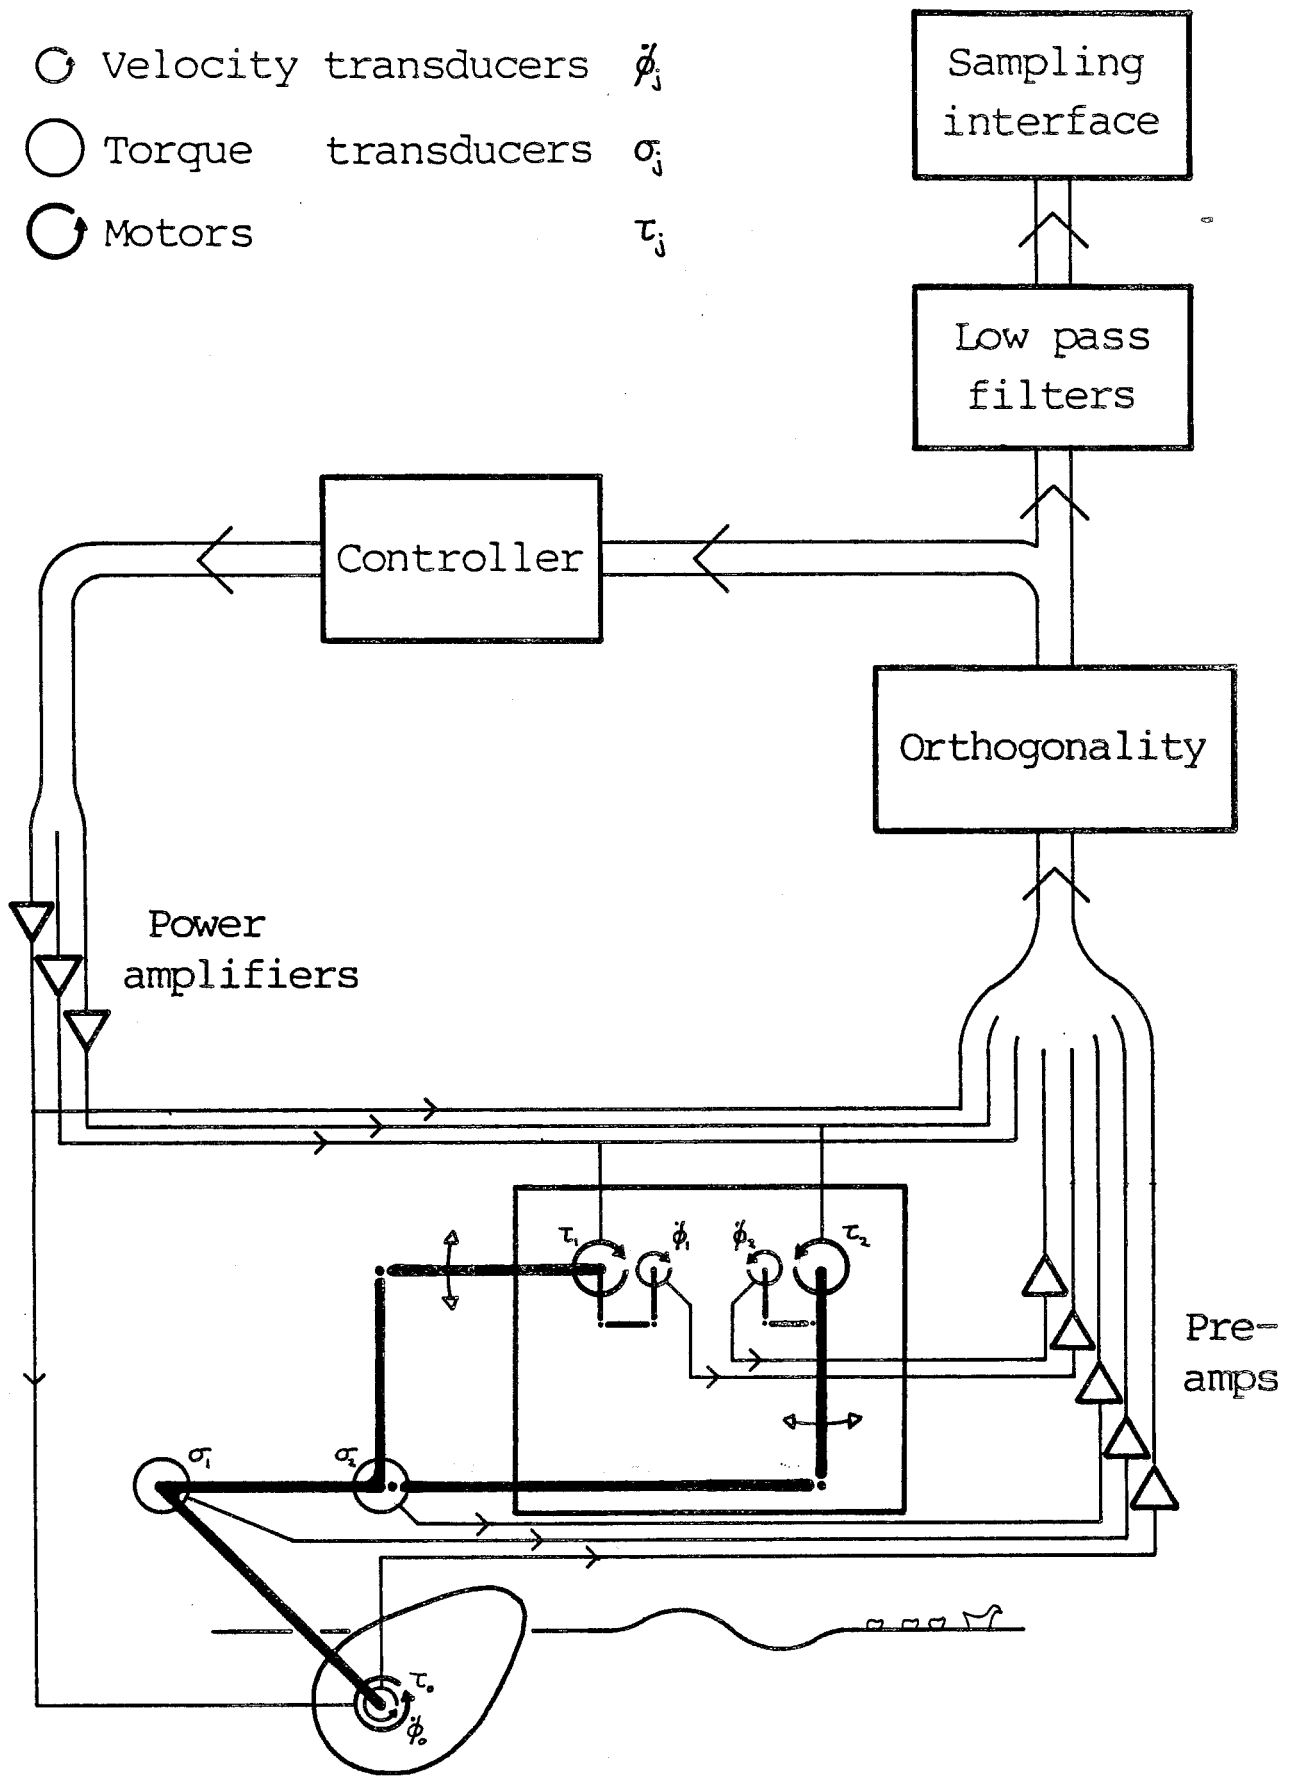 Velocity transducers φ̇ⱼ
Torque transducers σⱼ
Motors τⱼ
Sampling
interface
Low pass
filters
Controller
Orthogonality
Power
amplifiers
τ₁ φ̇₁ φ̇₂ τ₂
Pre-
amps
σ₁ σ₂
τ₀
φ̇₀